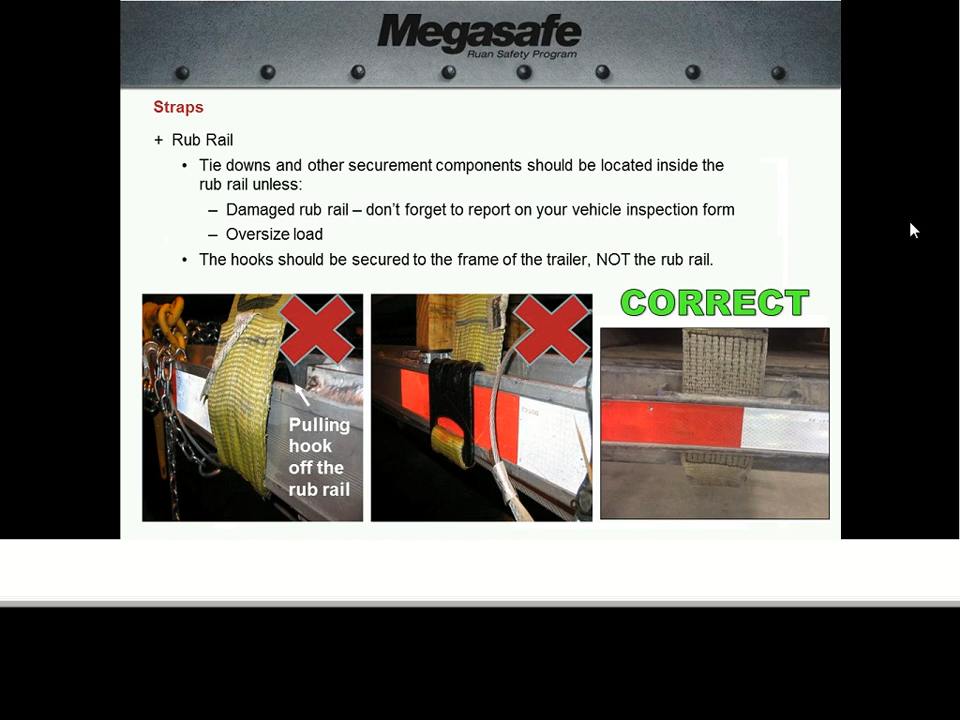 Megasafe
Ruan Safety Program
Straps
+ Rub Rail
• Tie downs and other securement components should be located inside the
rub rail unless:
– Damaged rub rail – don’t forget to report on your vehicle inspection form
– Oversize load
• The hooks should be secured to the frame of the trailer, NOT the rub rail.
CORRECT
Pulling
hook
off the
rub rail